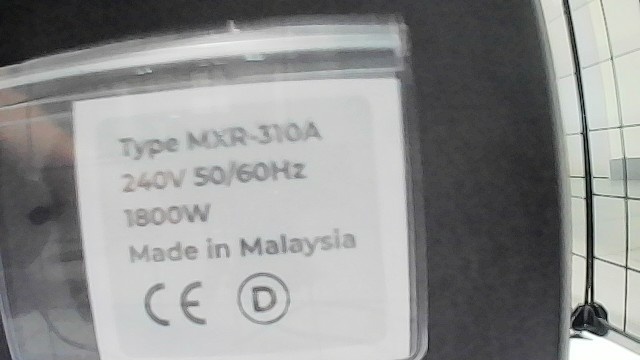 Type MXR-310A
240V 50/60Hz
1800W
Made in Malaysia
CE D